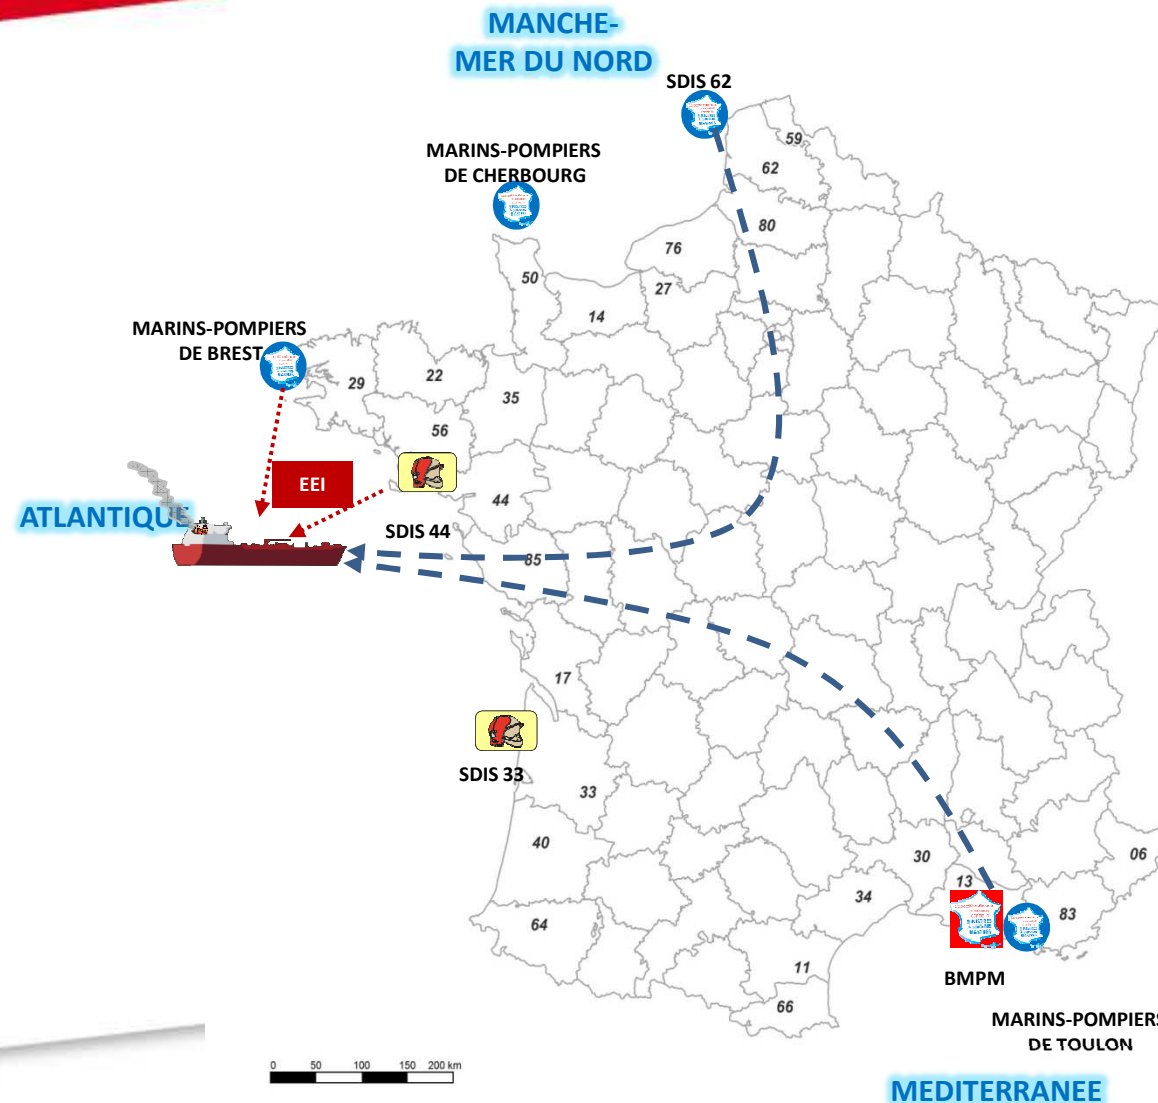 MANCHE-
MER DU NORD
SDIS 62
59
MARINS-POMPIERS
DE CHERBOURG
62
80
76
50
27
14
MARINS-POMPIERS
DE BREST
29
22
35
56
EEI
44
ATLANTIQUE
SDIS 44
85
17
SDIS 33
33
40
30
06
13
34
83
64
11
BMPM
66
MARINS-POMPIERS
DE TOULON
0 50 100 150 200 km
MEDITERRANEE